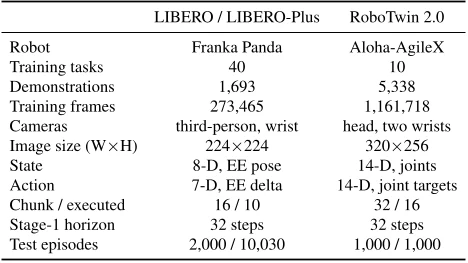 LIBERO / LIBERO-Plus RoboTwin 2.0
Robot Franka Panda Aloha-AgileX
Training tasks 40 10
Demonstrations 1,693 5,338
Training frames 273,465 1,161,718
Cameras third-person, wrist head, two wrists
Image size (W×H) 224×224 320×256
State 8-D, EE pose 14-D, joints
Action 7-D, EE delta 14-D, joint targets
Chunk / executed 16 / 10 32 / 16
Stage-1 horizon 32 steps 32 steps
Test episodes 2,000 / 10,030 1,000 / 1,000